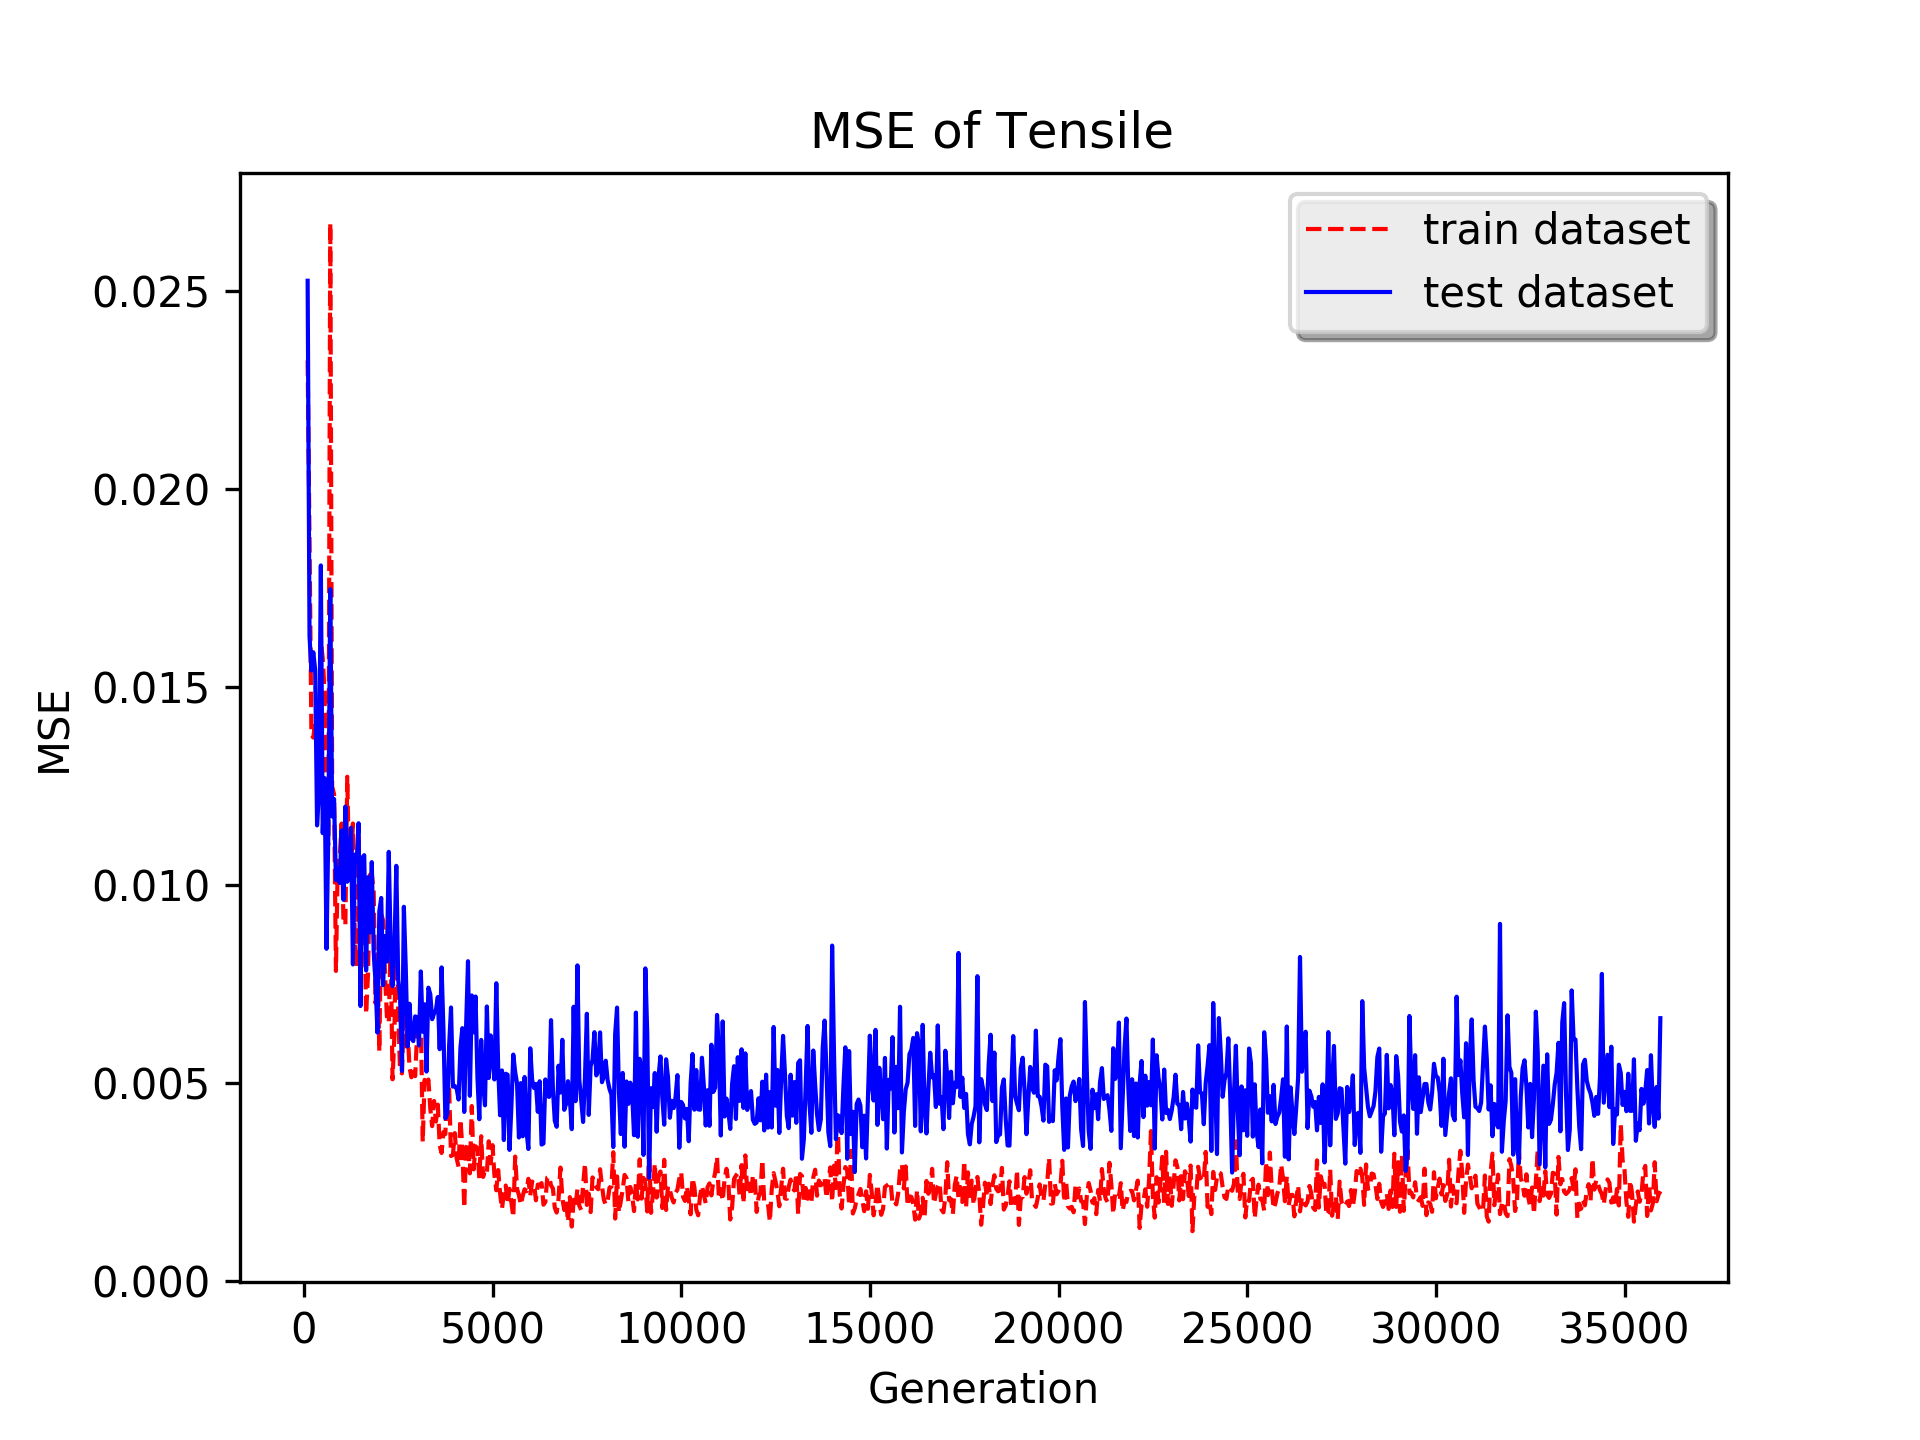 MSE of Tensile
train dataset
test dataset
MSE
0.025
0.020
0.015
0.010
0.005
0.000
0 5000 10000 15000 20000 25000 30000 35000
Generation